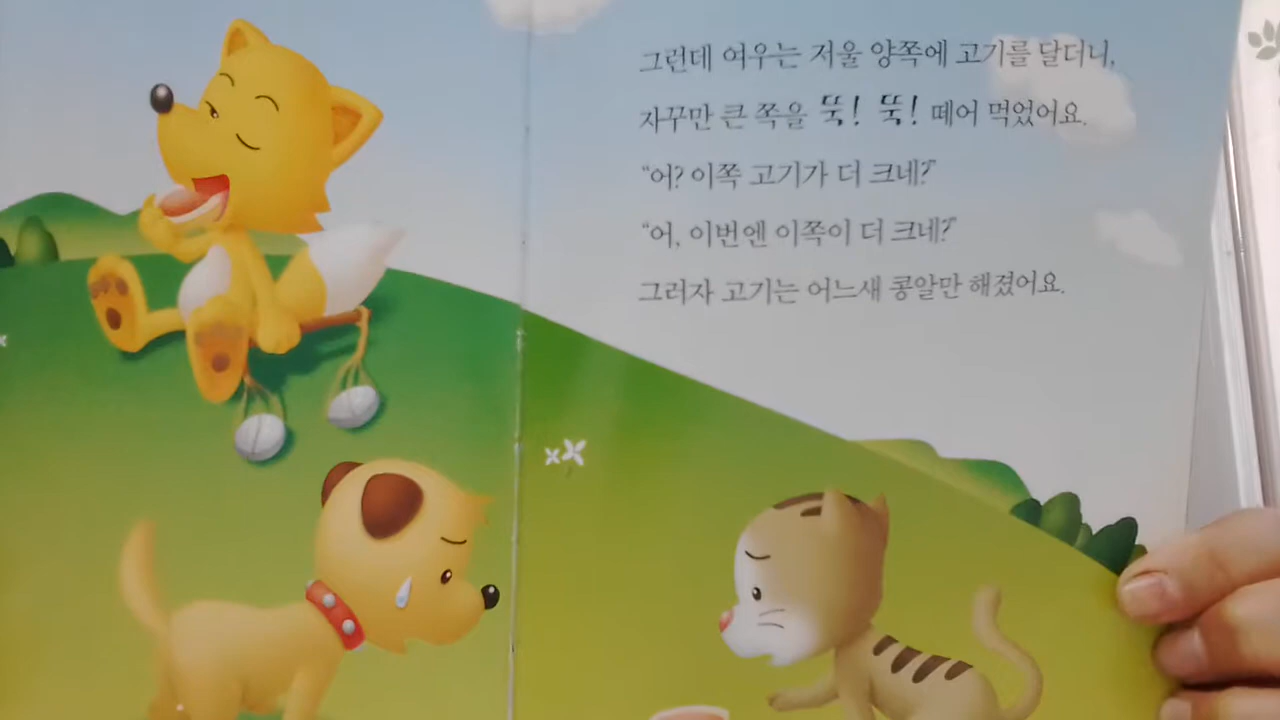 그런데 여우는 저울 양쪽에 고기를 달더니,
자꾸만 큰 쪽을 뚝! 뚝! 떼어 먹었어요.
“어? 이쪽 고기가 더 크네?”
“어, 이번엔 이쪽이 더 크네?”
그러자 고기는 어느새 콩알만 해졌어요.